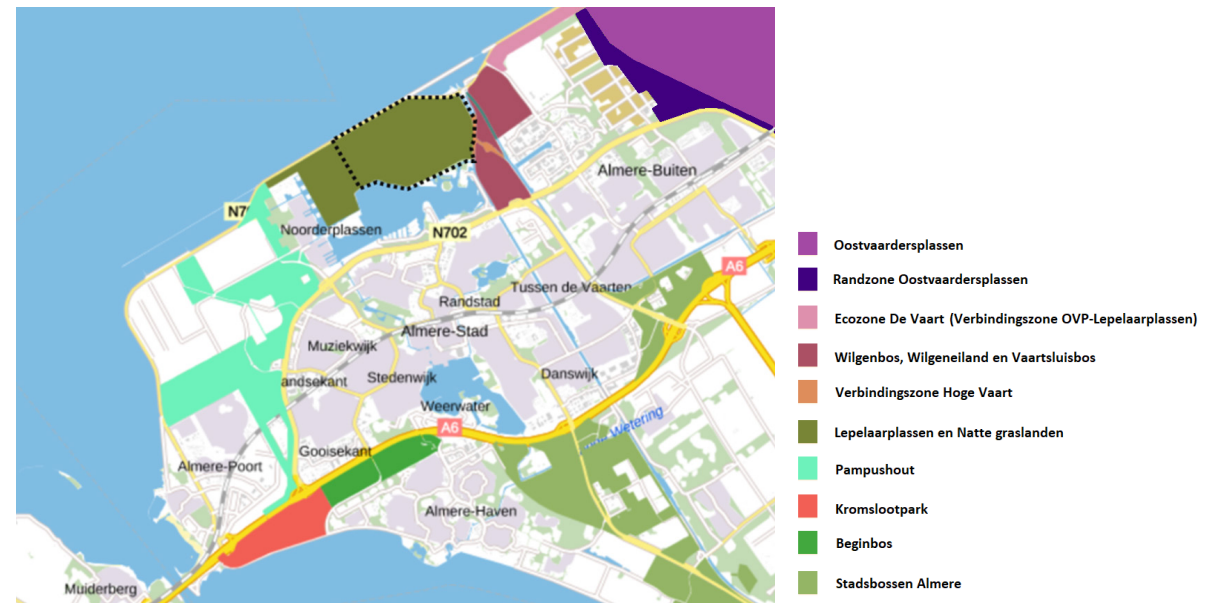 Almere-Buiten
N702
Noorderplassen
Tussen de Vaarten
A6
Randstad
Almere-Stad
Muziekwijk
andsekant
Stedenwijk
Danswijk
Weerwater
A6
Wetering
Gooisekant
Almere-Poort
Almere-Haven
Muiderberg
Oostvaardersplassen
Randzone Oostvaardersplassen
Ecozone De Vaart (Verbindingszone OVP-Lepelaarplassen)
Wilgenbos, Wilgeneiland en Vaartsluisbos
Verbindingszone Hoge Vaart
Lepelaarplassen en Natte graslanden
Pampushout
Kromslootpark
Beginbos
Stadsbossen Almere